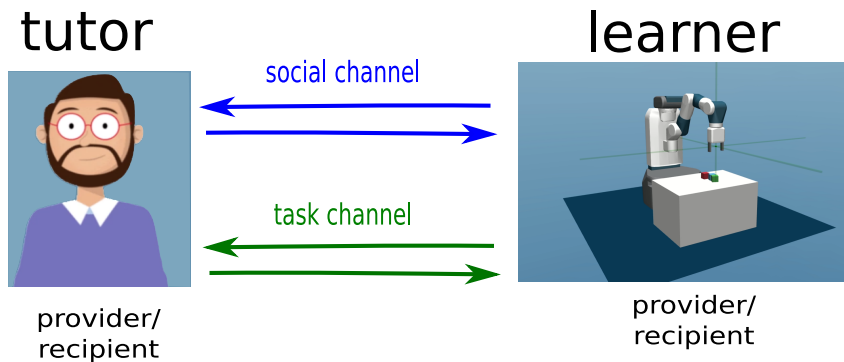 tutor
learner
social channel
task channel
provider/
recipient
provider/
recipient